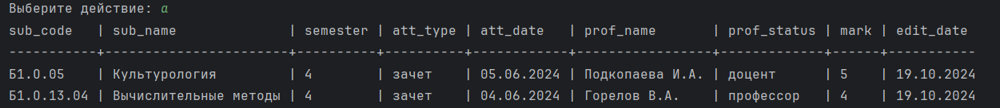 Выберите действие: а
sub_code   | sub_name              | semester | att_type | att_date   | prof_name      | prof_status | mark | edit_date
-----------+-----------------------+----------+----------+------------+----------------+-------------+------+-----------
Б1.О.05    | Культурология         | 4        | зачет    | 05.06.2024 | Подкопаева И.А. | доцент      | 5    | 19.10.2024
Б1.О.13.04 | Вычислительные методы | 4        | зачет    | 04.06.2024 | Горелов В.А.   | профессор   | 4    | 19.10.2024